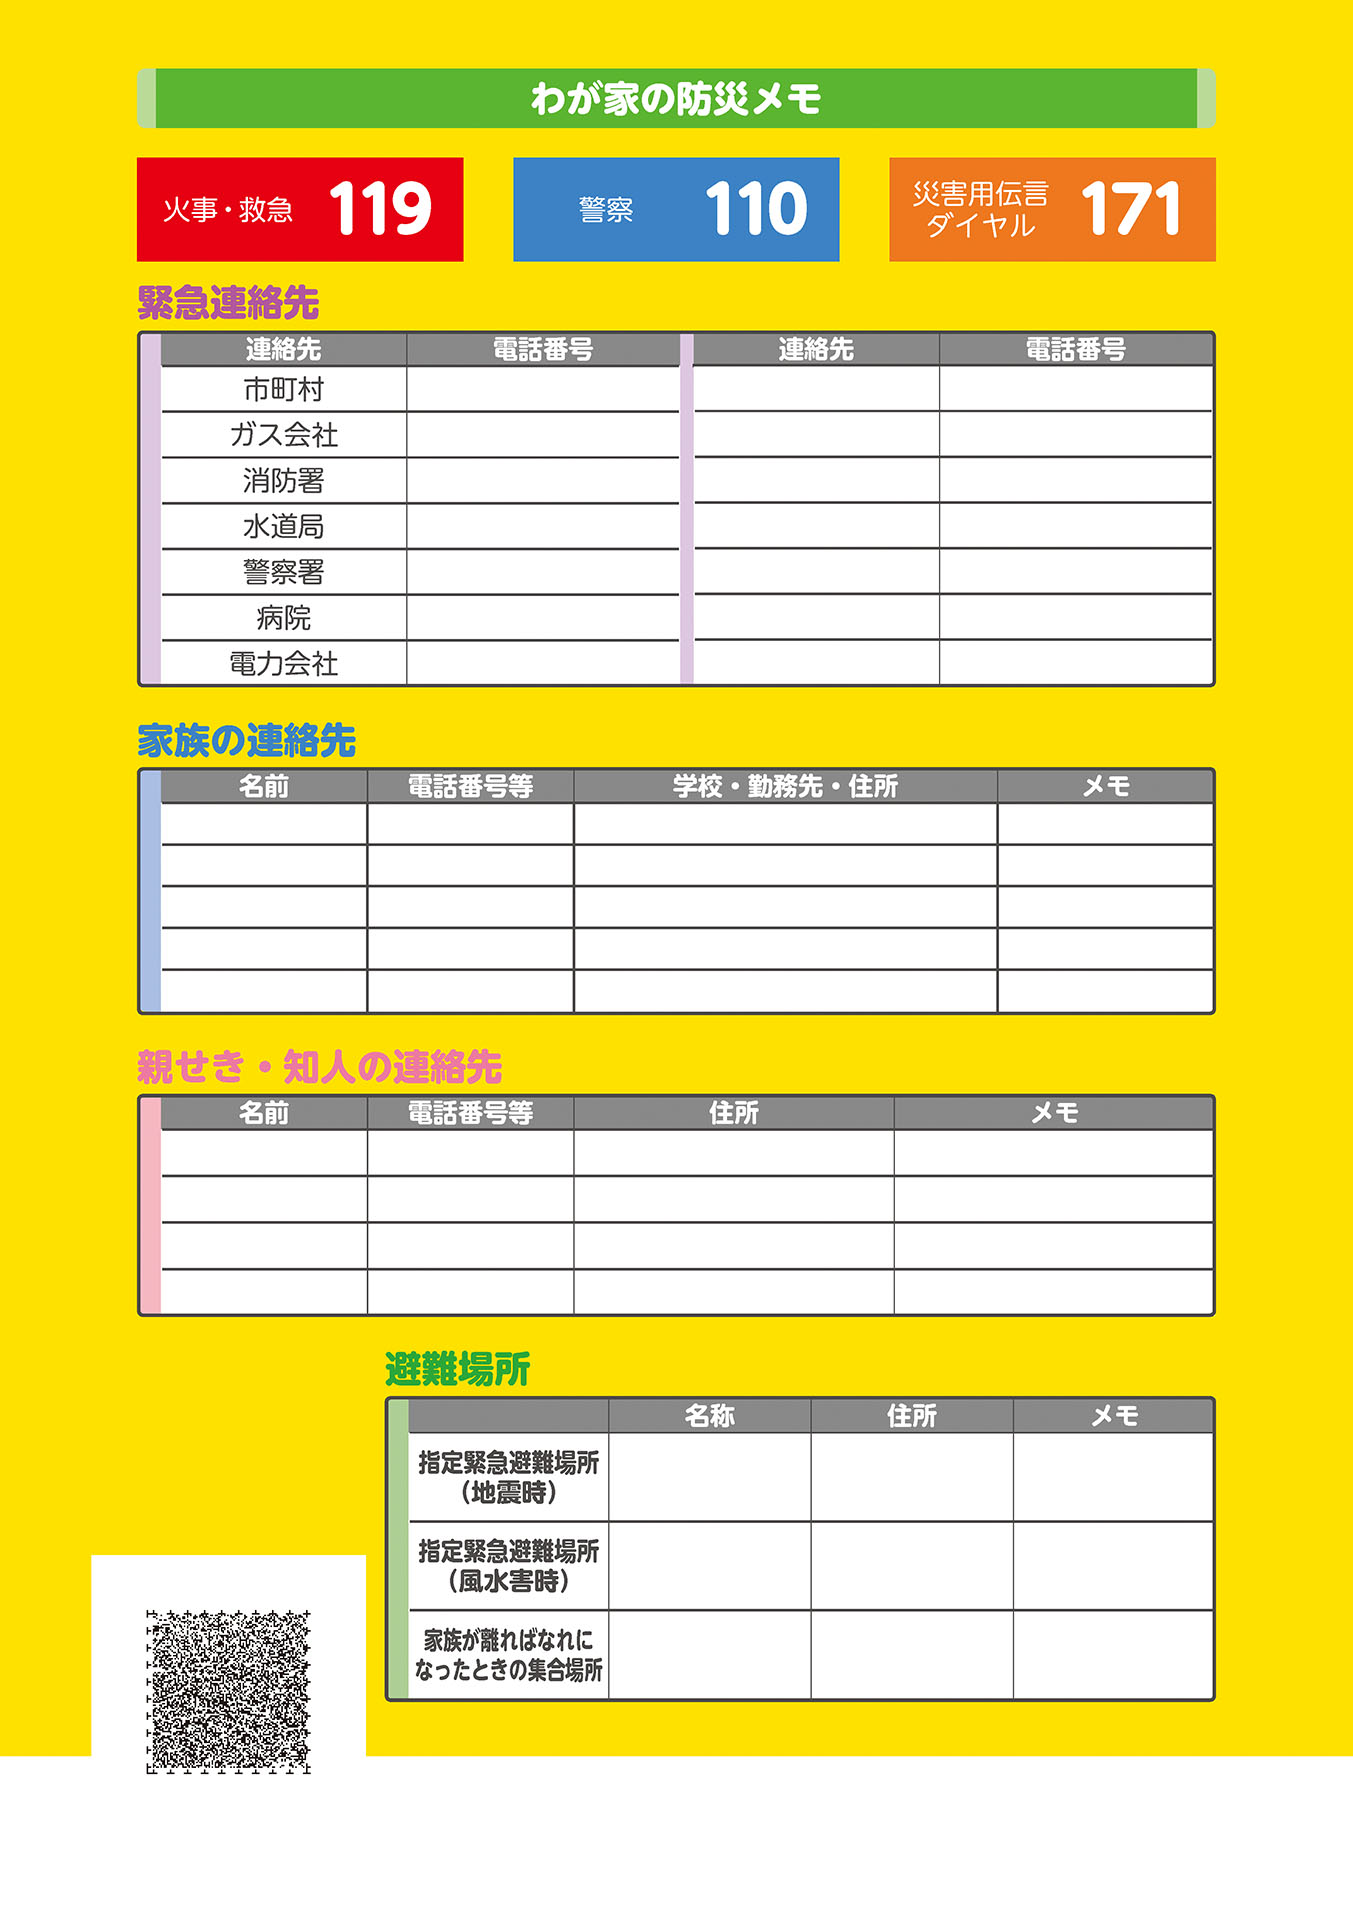 わが家の防災メモ
火事・救急 119
警察 110
災害用伝言
ダイヤル 171
緊急連絡先
連絡先 電話番号 連絡先 電話番号
市町村
ガス会社
消防署
水道局
警察署
病院
電力会社
家族の連絡先
名前 電話番号等 学校・勤務先・住所 メモ
親せき・知人の連絡先
名前 電話番号等 住所 メモ
避難場所
名称 住所 メモ
指定緊急避難場所
（地震時）
指定緊急避難場所
（風水害時）
家族が離ればなれに
なったときの集合場所